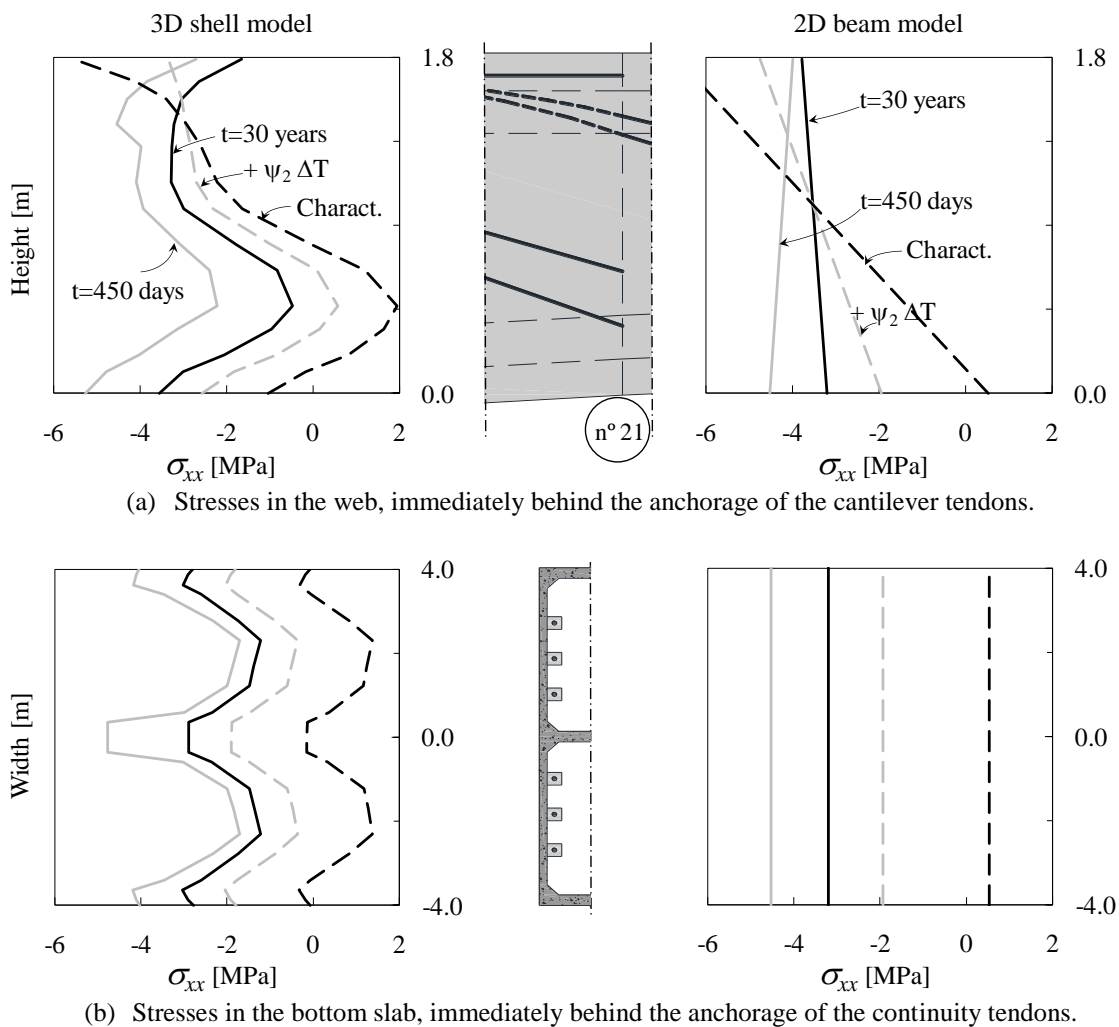 3D shell model
2D beam model
1.8
1.8
t=30 years
t=30 years
+ ψ₂ ΔT
Charact.
t=450 days
t=450 days
Charact.
+ ψ₂ ΔT
Height [m]
0.0
0.0
-6 -4 -2 0 2
nº 21
-6 -4 -2 0 2
σxx [MPa]
σxx [MPa]
(a) Stresses in the web, immediately behind the anchorage of the cantilever tendons.
4.0
4.0
Width [m]
0.0
0.0
-4.0
-4.0
-6 -4 -2 0 2
-6 -4 -2 0 2
σxx [MPa]
σxx [MPa]
(b) Stresses in the bottom slab, immediately behind the anchorage of the continuity tendons.